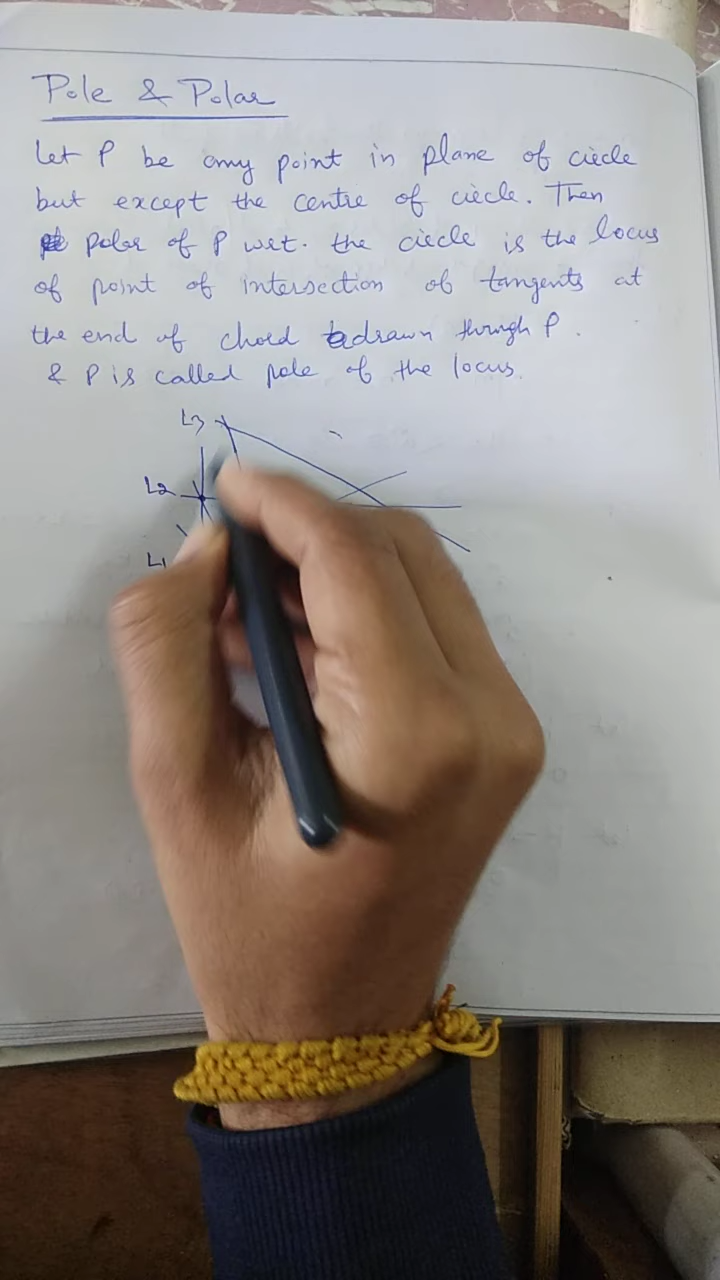 Pole & Polar
Let P be any point in plane of circle
but except the centre of circle. Then
polar of P wrt. the circle is the locus
of point of intersection of tangents at
the end of chord drawn through P.
& P is called pole of the locus.
L3
L2
L1